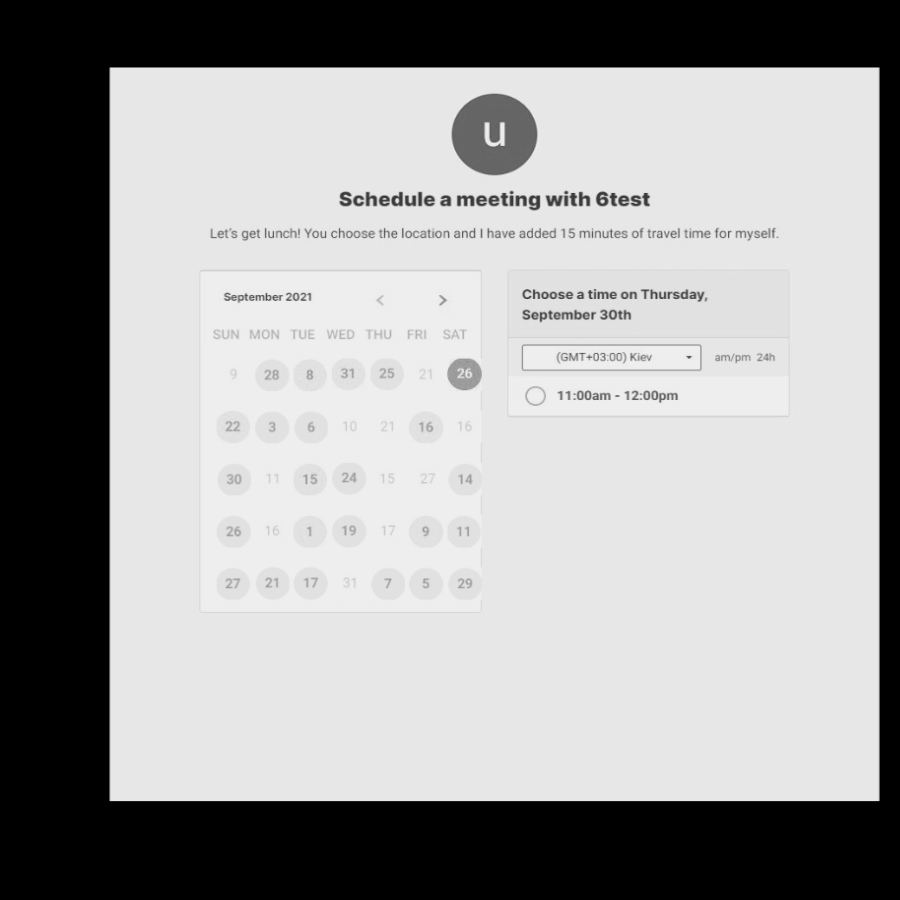 u
Schedule a meeting with 6test
Let's get lunch! You choose the location and I have added 15 minutes of travel time for myself.
September 2021 < >
SUN MON TUE WED THU FRI SAT
9 28 8 31 25 21 26
22 3 6 10 21 16 16
30 11 15 24 15 27 14
26 16 1 19 17 9 11
27 21 17 31 7 5 29
Choose a time on Thursday,
September 30th
(GMT+03:00) Kiev am/pm 24h
11:00am - 12:00pm